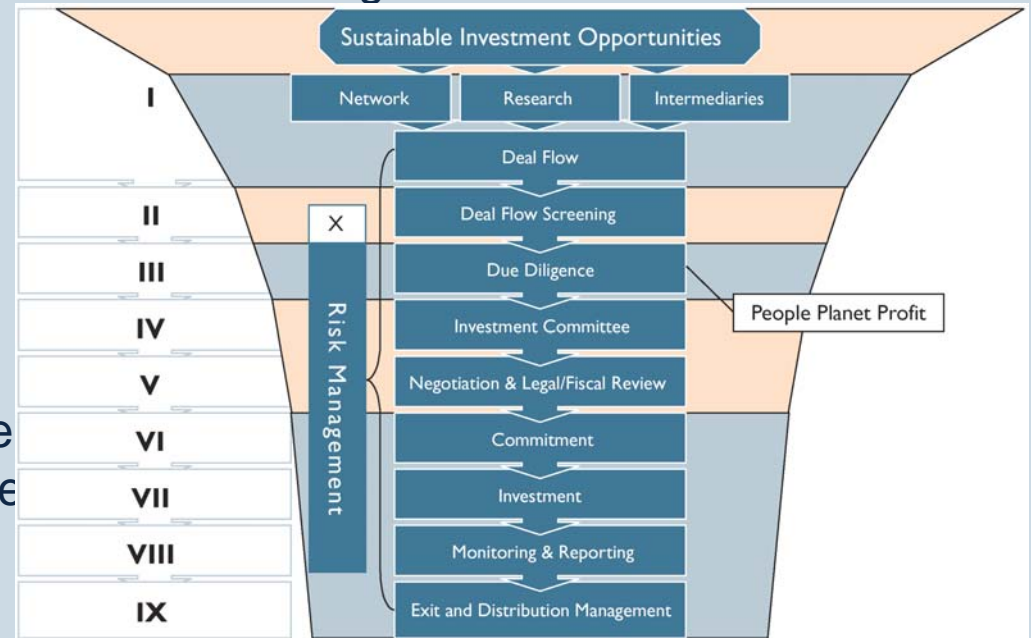 Sustainable Investment Opportunities
I
Network Research Intermediaries
Deal Flow
II
X
Deal Flow Screening
III
Due Diligence
People Planet Profit
Risk Management
IV
Investment Committee
V
Negotiation & Legal/Fiscal Review
VI
Commitment
VII
Investment
VIII
Monitoring & Reporting
IX
Exit and Distribution Management